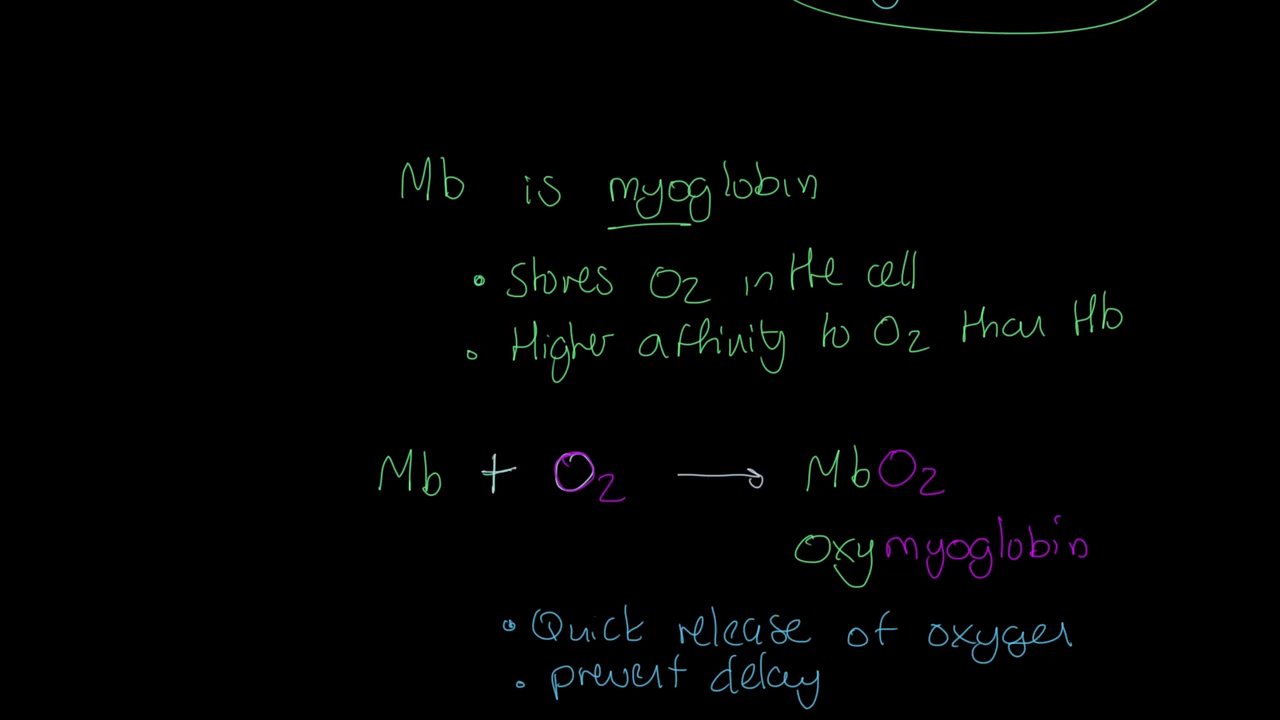 Mb is myoglobin
• Stores O2 in the cell
• Higher affinity to O2 than Hb
Mb + O2 → MbO2
Oxymyoglobin
• Quick release of oxygen
• prevent delay